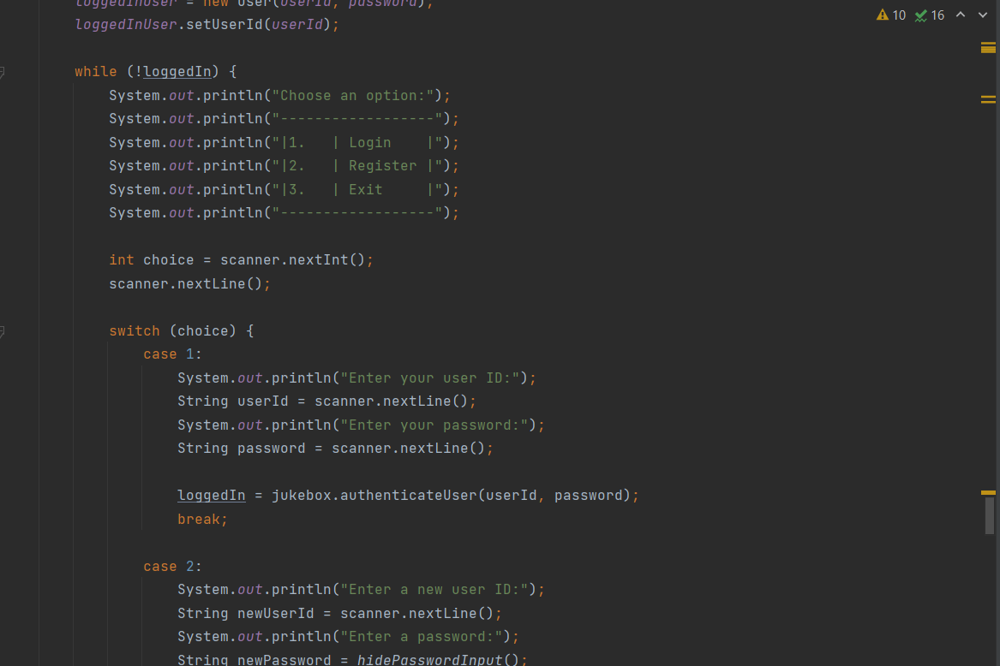 loggedInUser = new User(userId, password);
loggedInUser.setUserId(userId);
10 16
while (!loggedIn) {
System.out.println("Choose an option:");
System.out.println("------------------");
System.out.println("|1.   | Login    |");
System.out.println("|2.   | Register |");
System.out.println("|3.   | Exit     |");
System.out.println("------------------");
int choice = scanner.nextInt();
scanner.nextLine();
switch (choice) {
case 1:
System.out.println("Enter your user ID:");
String userId = scanner.nextLine();
System.out.println("Enter your password:");
String password = scanner.nextLine();
loggedIn = jukebox.authenticateUser(userId, password);
break;
case 2:
System.out.println("Enter a new user ID:");
String newUserId = scanner.nextLine();
System.out.println("Enter a password:");
String newPassword = hidePasswordInput();